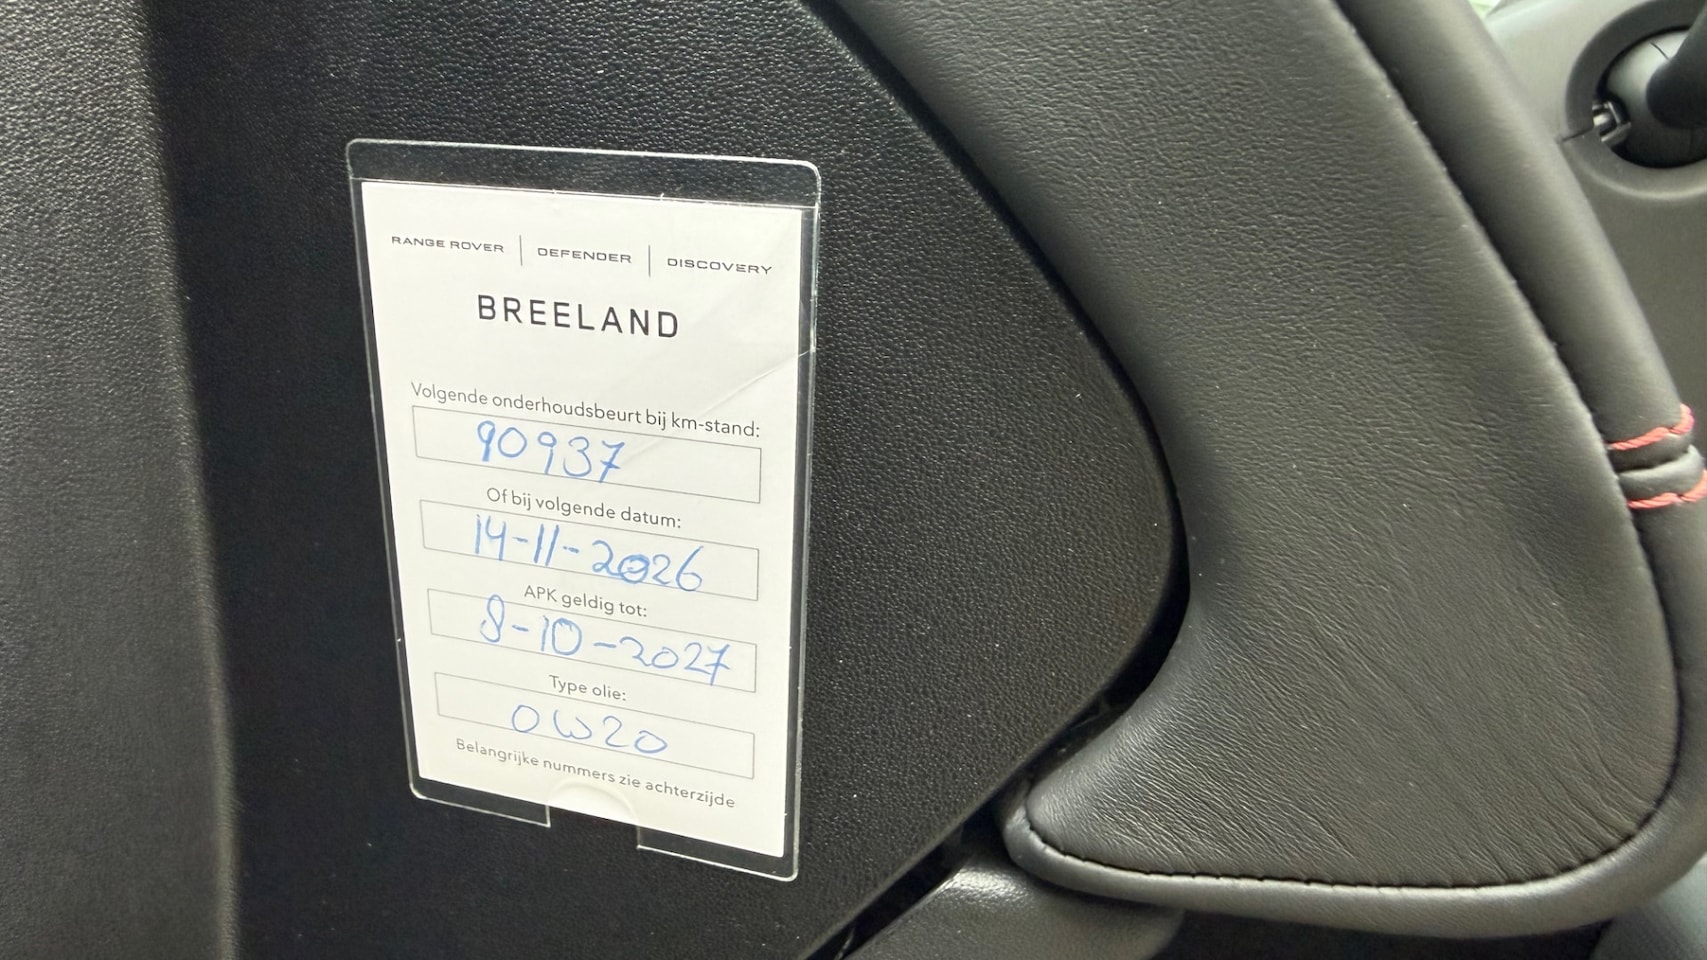 RANGE ROVER | DEFENDER | DISCOVERY
BREELAND
Volgende onderhoudsbeurt bij km-stand:
90937
Of bij volgende datum:
14-11-2026
APK geldig tot:
8-10-2027
Type olie:
0W20
Belangrijke nummers zie achterzijde